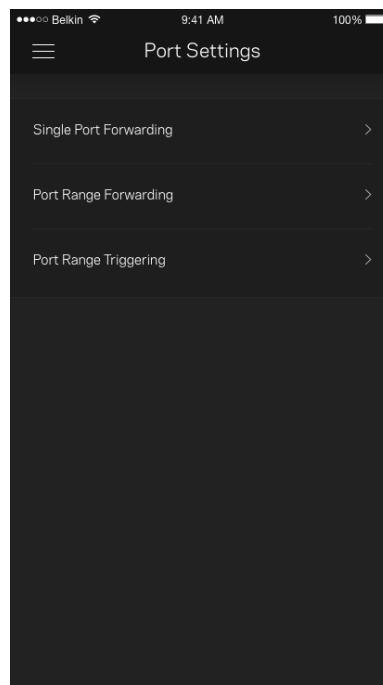 Belkin 9:41 AM 100%
Port Settings
Single Port Forwarding
Port Range Forwarding
Port Range Triggering